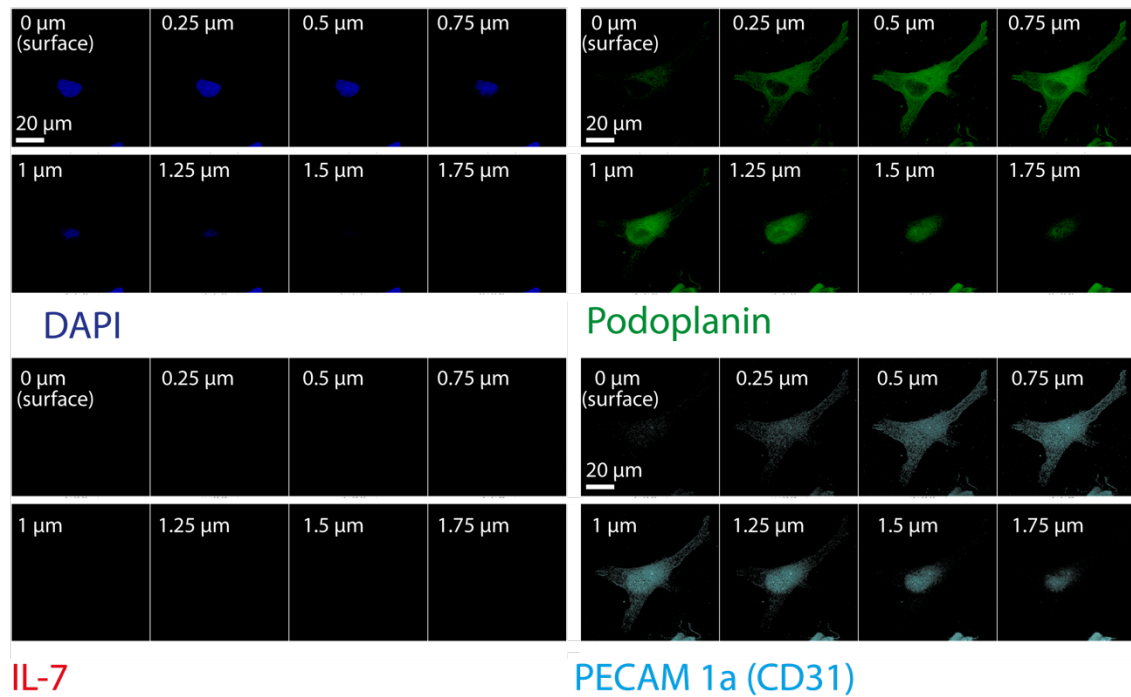 0 µm 0.25 µm 0.5 µm 0.75 µm
(surface)
20 µm
1 µm 1.25 µm 1.5 µm 1.75 µm
DAPI
0 µm 0.25 µm 0.5 µm 0.75 µm
(surface)
20 µm
1 µm 1.25 µm 1.5 µm 1.75 µm
Podoplanin
0 µm 0.25 µm 0.5 µm 0.75 µm
(surface)
1 µm 1.25 µm 1.5 µm 1.75 µm
IL-7
0 µm 0.25 µm 0.5 µm 0.75 µm
(surface)
20 µm
1 µm 1.25 µm 1.5 µm 1.75 µm
PECAM 1a (CD31)